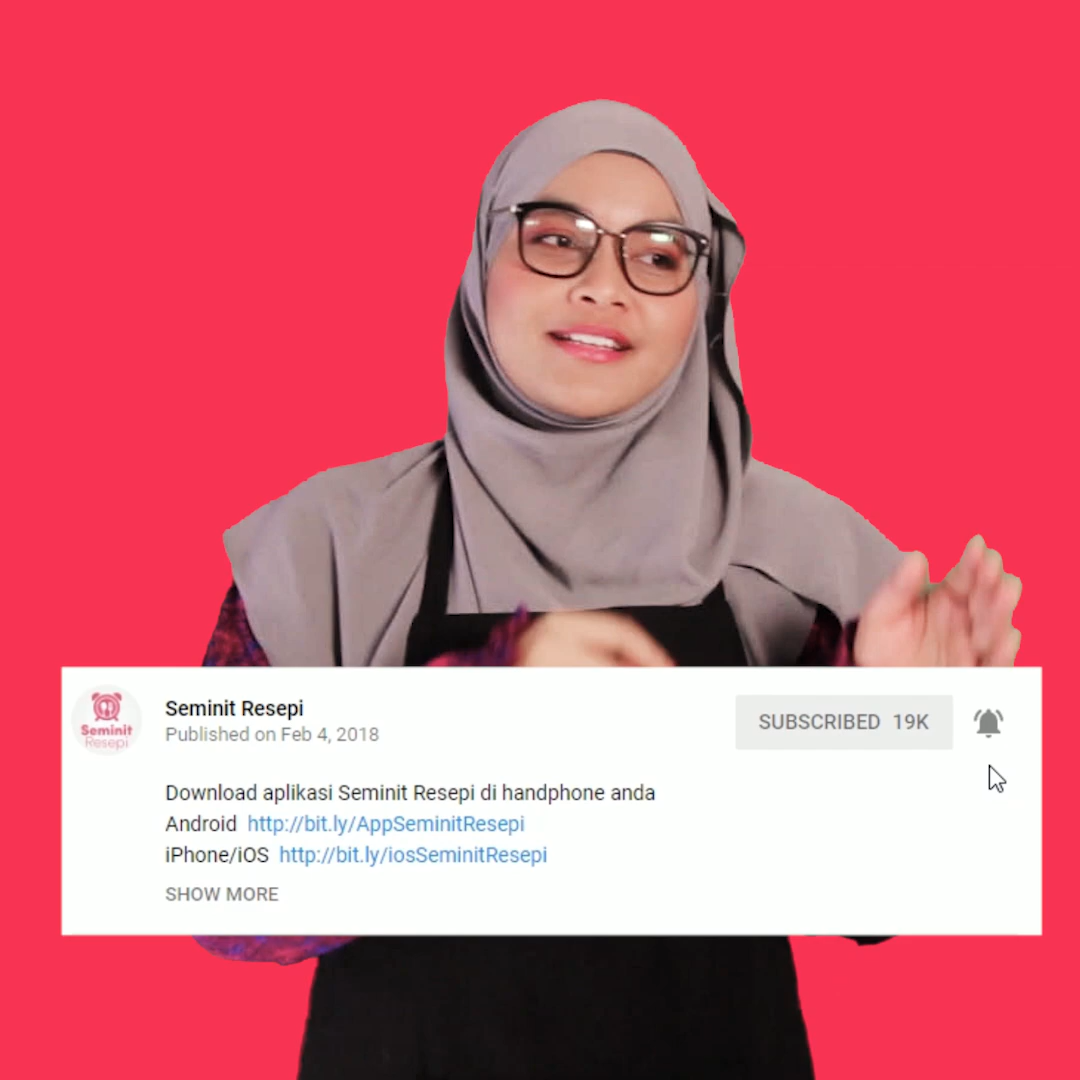 Seminit
Resepi
Seminit Resepi
Published on Feb 4, 2018
SUBSCRIBED 19K
Download aplikasi Seminit Resepi di handphone anda
Android http://bit.ly/AppSeminitResepi
iPhone/iOS http://bit.ly/iosSeminitResepi
SHOW MORE